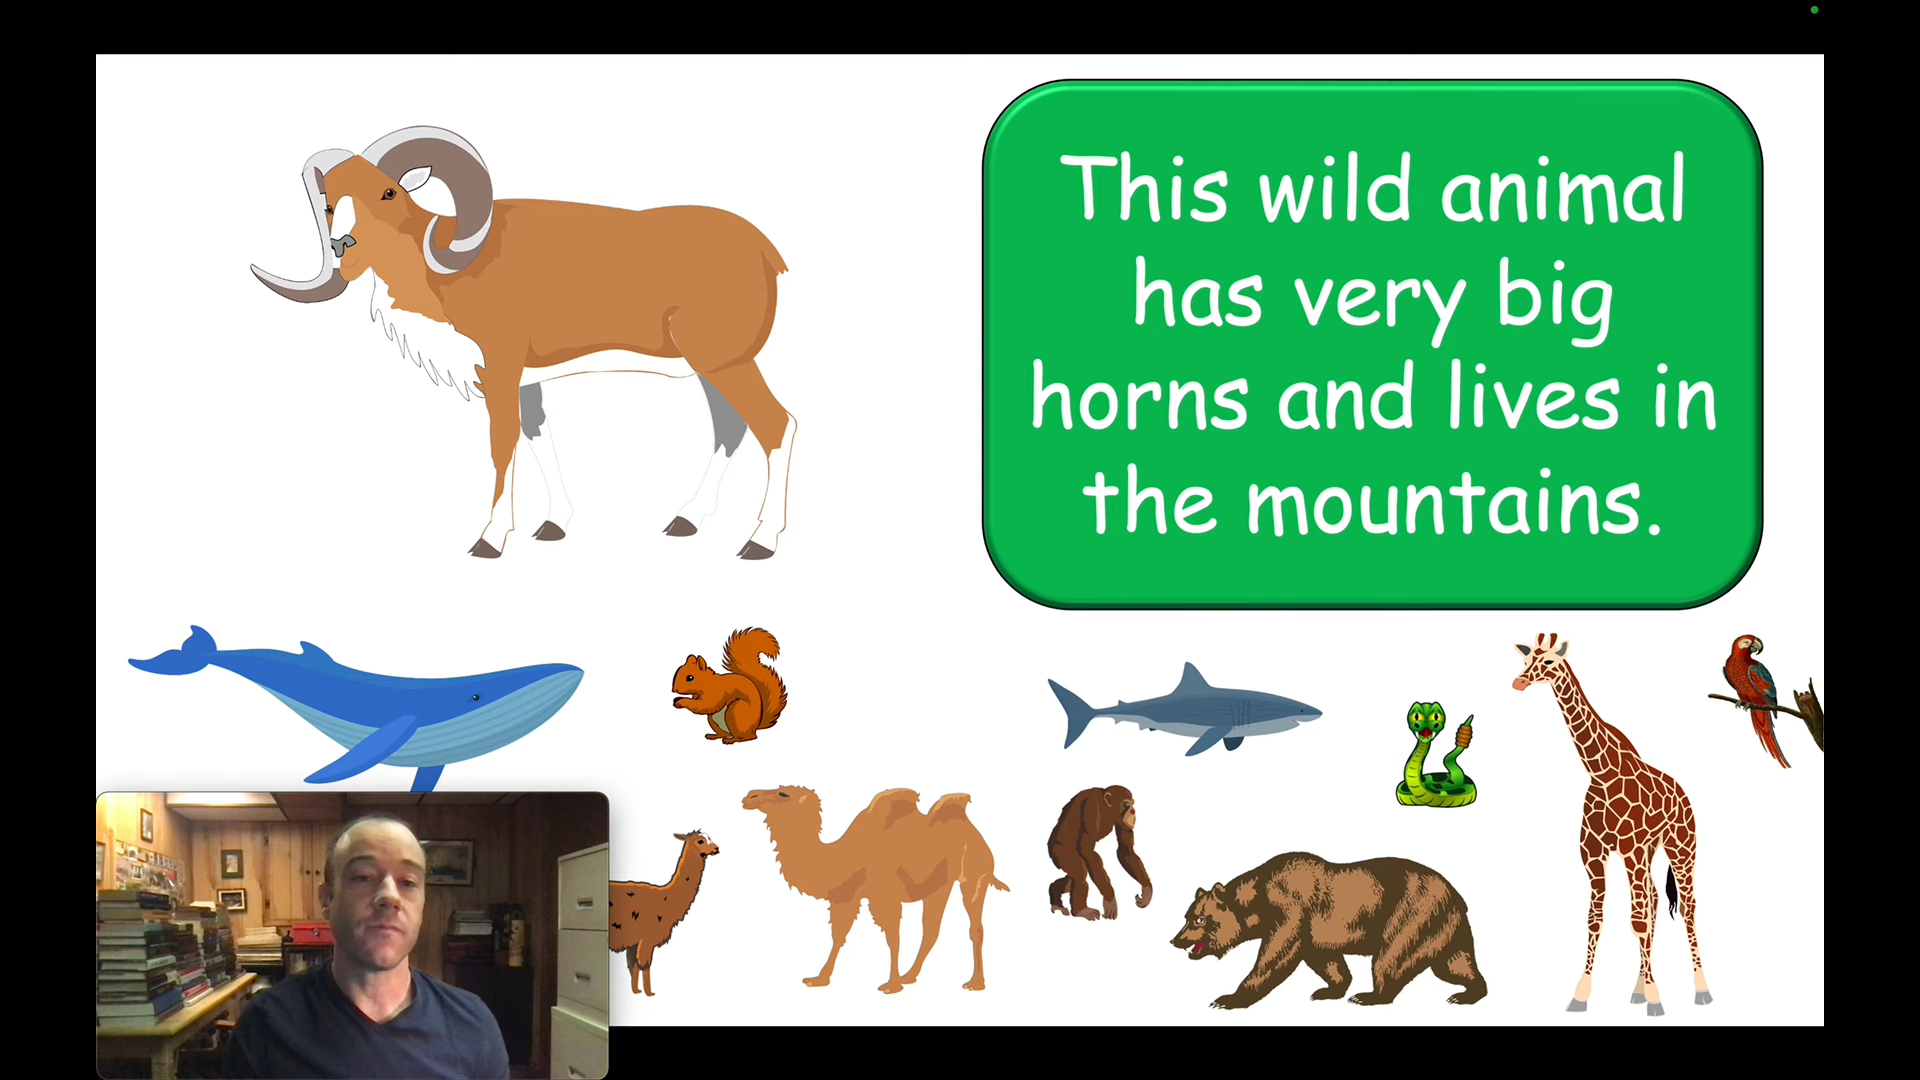 This wild animal
has very big
horns and lives in
the mountains.